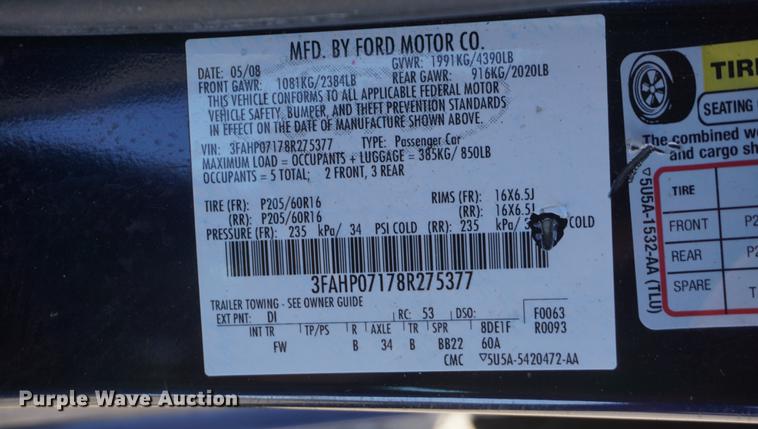 MFD. BY FORD MOTOR CO.
DATE: 05/08 GVWR: 1991KG/4390LB
FRONT GAWR: 1081KG/2384LB REAR GAWR: 916KG/2020LB
THIS VEHICLE CONFORMS TO ALL APPLICABLE FEDERAL MOTOR
VEHICLE SAFETY, BUMPER, AND THEFT PREVENTION STANDARDS
IN EFFECT ON THE DATE OF MANUFACTURE SHOWN ABOVE.
VIN: 3FAHP07178R275377 TYPE: Passenger Car
MAXIMUM LOAD = OCCUPANTS + LUGGAGE = 385KG/ 850LB
OCCUPANTS = 5 TOTAL; 2 FRONT, 3 REAR
TIRE (FR): P205/60R16 RIMS (FR): 16X6.5J
(RR): P205/60R16 (RR): 16X6.5J
PRESSURE (FR): 235 kPa/ 34 PSI COLD (RR): 235 kPa/ COLD
3FAHP07178R275377
TRAILER TOWING - SEE OWNER GUIDE
EXT PNT: DI RC: 53 DSO: F0063
INT TR TP/PS R AXLE TR SPR 8DE1F R0093
FW B 34 B BB22 60A
CMC ▽5U5A-5420472-AA
TIR
SEATING
The combined
and cargo
▽5U5A-1532-AA (TLU)
TIRE
FRONT P2
REAR P2
SPARE T
Purple Wave Auction